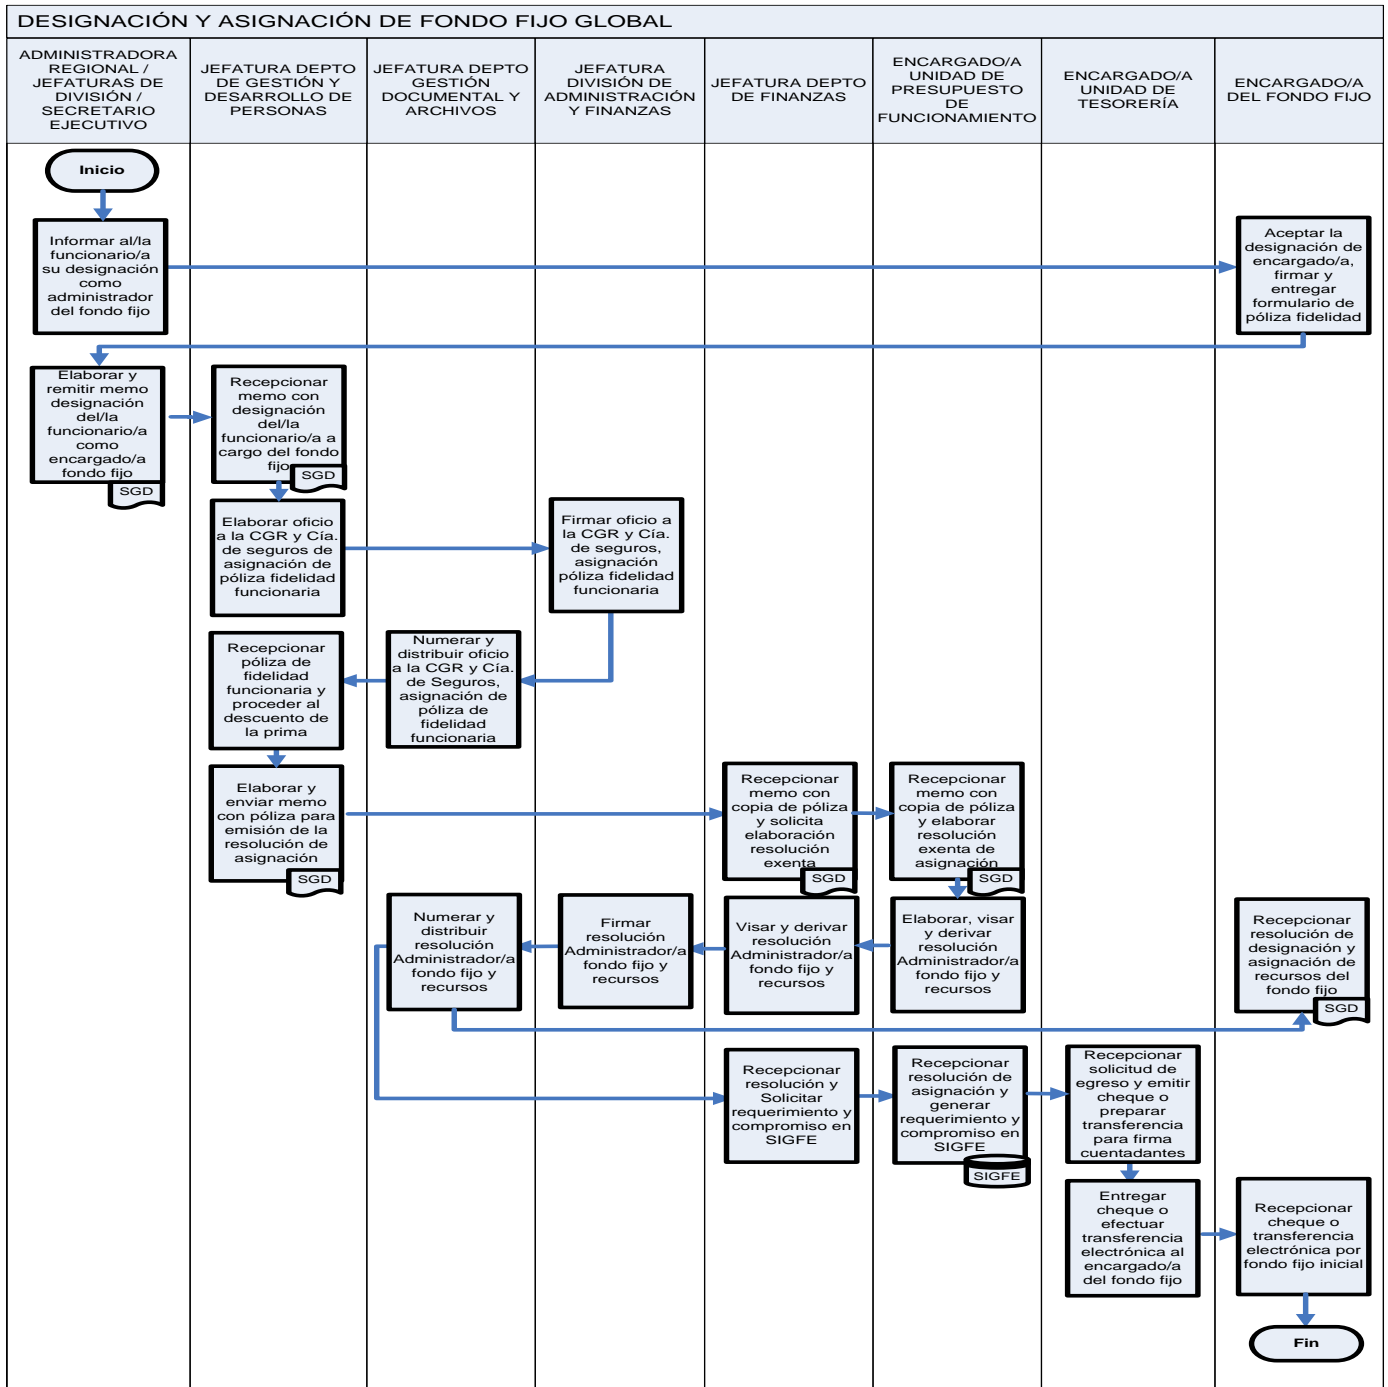 DESIGNACIÓN Y ASIGNACIÓN DE FONDO FIJO GLOBAL
ADMINISTRADORA
REGIONAL /
JEFATURAS DE
DIVISIÓN /
SECRETARIO
EJECUTIVO
JEFATURA DEPTO
DE GESTIÓN Y
DESARROLLO DE
PERSONAS
JEFATURA DEPTO
GESTIÓN
DOCUMENTAL Y
ARCHIVOS
JEFATURA
DIVISIÓN DE
ADMINISTRACIÓN
Y FINANZAS
JEFATURA DEPTO
DE FINANZAS
ENCARGADO/A
UNIDAD DE
PRESUPUESTO
DE
FUNCIONAMIENTO
ENCARGADO/A
UNIDAD DE
TESORERÍA
ENCARGADO/A
DEL FONDO FIJO
Inicio
Informar al/la
funcionario/a
su designación
como
administrador
del fondo fijo
Aceptar la
designación de
encargado/a,
firmar y
entregar
formulario de
póliza fidelidad
Elaborar y
remitir memo
designación
del/la
funcionario/a
como
encargado/a
fondo fijo
SGD
Recepcionar
memo con
designación
del/la
funcionario/a a
cargo del fondo
fijo
SGD
Elaborar oficio
a la CGR y Cía.
de seguros de
asignación de
póliza fidelidad
funcionaria
Firmar oficio a
la CGR y Cía.
de seguros,
asignación
póliza fidelidad
funcionaria
Recepcionar
póliza de
fidelidad
funcionaria y
proceder al
descuento de
la prima
Numerar y
distribuir oficio
a la CGR y Cía.
de Seguros,
asignación de
póliza de
fidelidad
funcionaria
Elaborar y
enviar memo
con póliza para
emisión de la
resolución de
asignación
SGD
Recepcionar
memo con
copia de póliza
y solicita
elaboración
resolución
exenta
SGD
Recepcionar
memo con
copia de póliza
y elaborar
resolución
exenta de
asignación
SGD
Numerar y
distribuir
resolución
Administrador/a
fondo fijo y
recursos
Firmar
resolución
Administrador/a
fondo fijo y
recursos
Visar y derivar
resolución
Administrador/a
fondo fijo y
recursos
Elaborar, visar
y derivar
resolución
Administrador/a
fondo fijo y
recursos
Recepcionar
resolución de
designación y
asignación de
recursos del
fondo fijo
SGD
Recepcionar
resolución y
Solicitar
requerimiento y
compromiso en
SIGFE
Recepcionar
resolución de
asignación y
generar
requerimiento y
compromiso en
SIGFE
SIGFE
Recepcionar
solicitud de
egreso y emitir
cheque o
preparar
transferencia
para firma
cuentadantes
Entregar
cheque o
efectuar
transferencia
electrónica al
encargado/a
del fondo fijo
Recepcionar
cheque o
transferencia
electrónica por
fondo fijo inicial
Fin